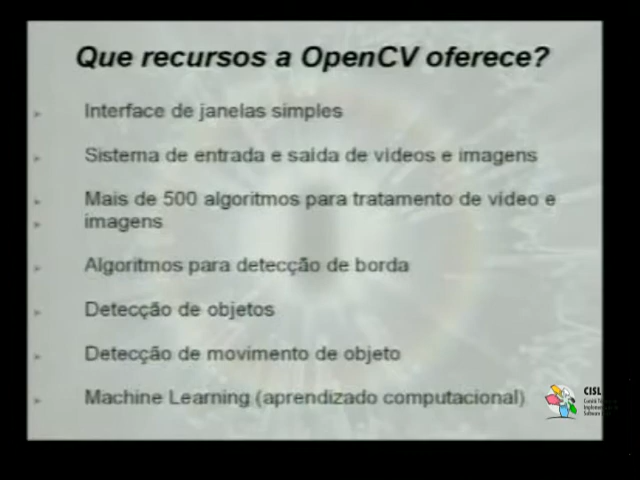 Que recursos a OpenCV oferece?
Interface de janelas simples
Sistema de entrada e saída de vídeos e imagens
Mais de 500 algoritmos para tratamento de vídeo e
imagens
Algoritmos para detecção de borda
Detecção de objetos
Detecção de movimento de objeto
Machine Learning (aprendizado computacional)
CISL